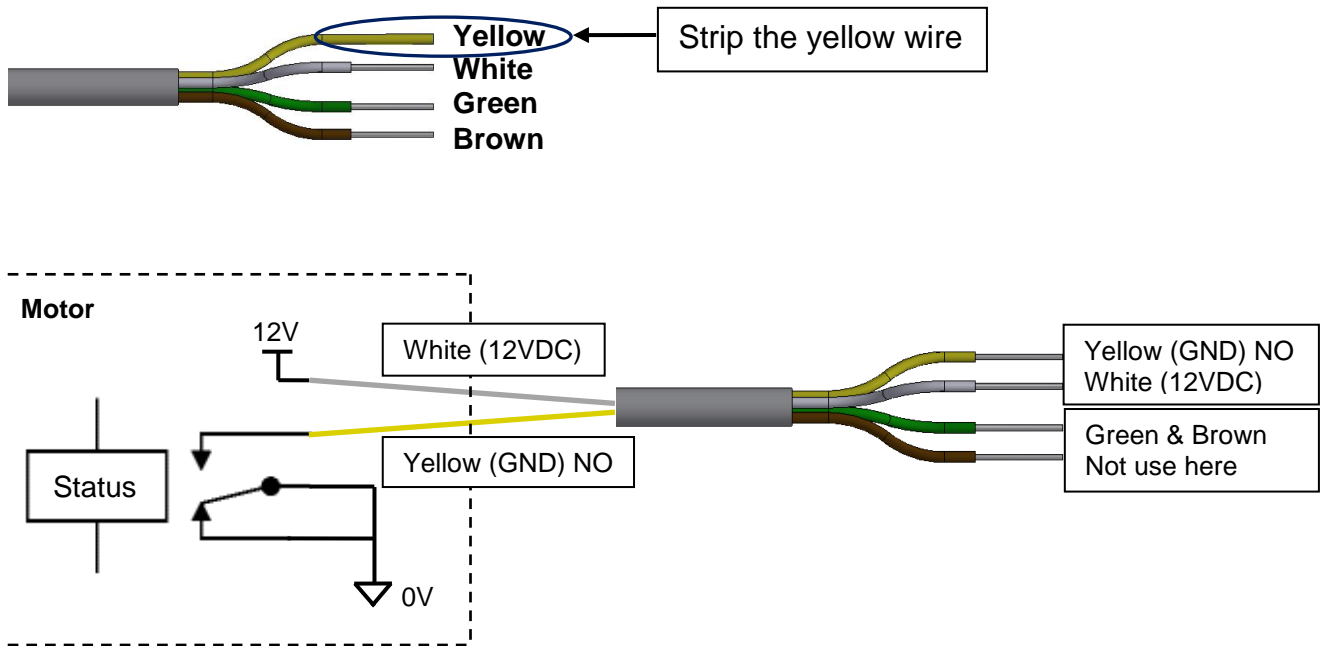 Yellow
Strip the yellow wire
White
Green
Brown
Motor
12V
White (12VDC)
Yellow (GND) NO
White (12VDC)
Yellow (GND) NO
Green & Brown
Not use here
Status
0V